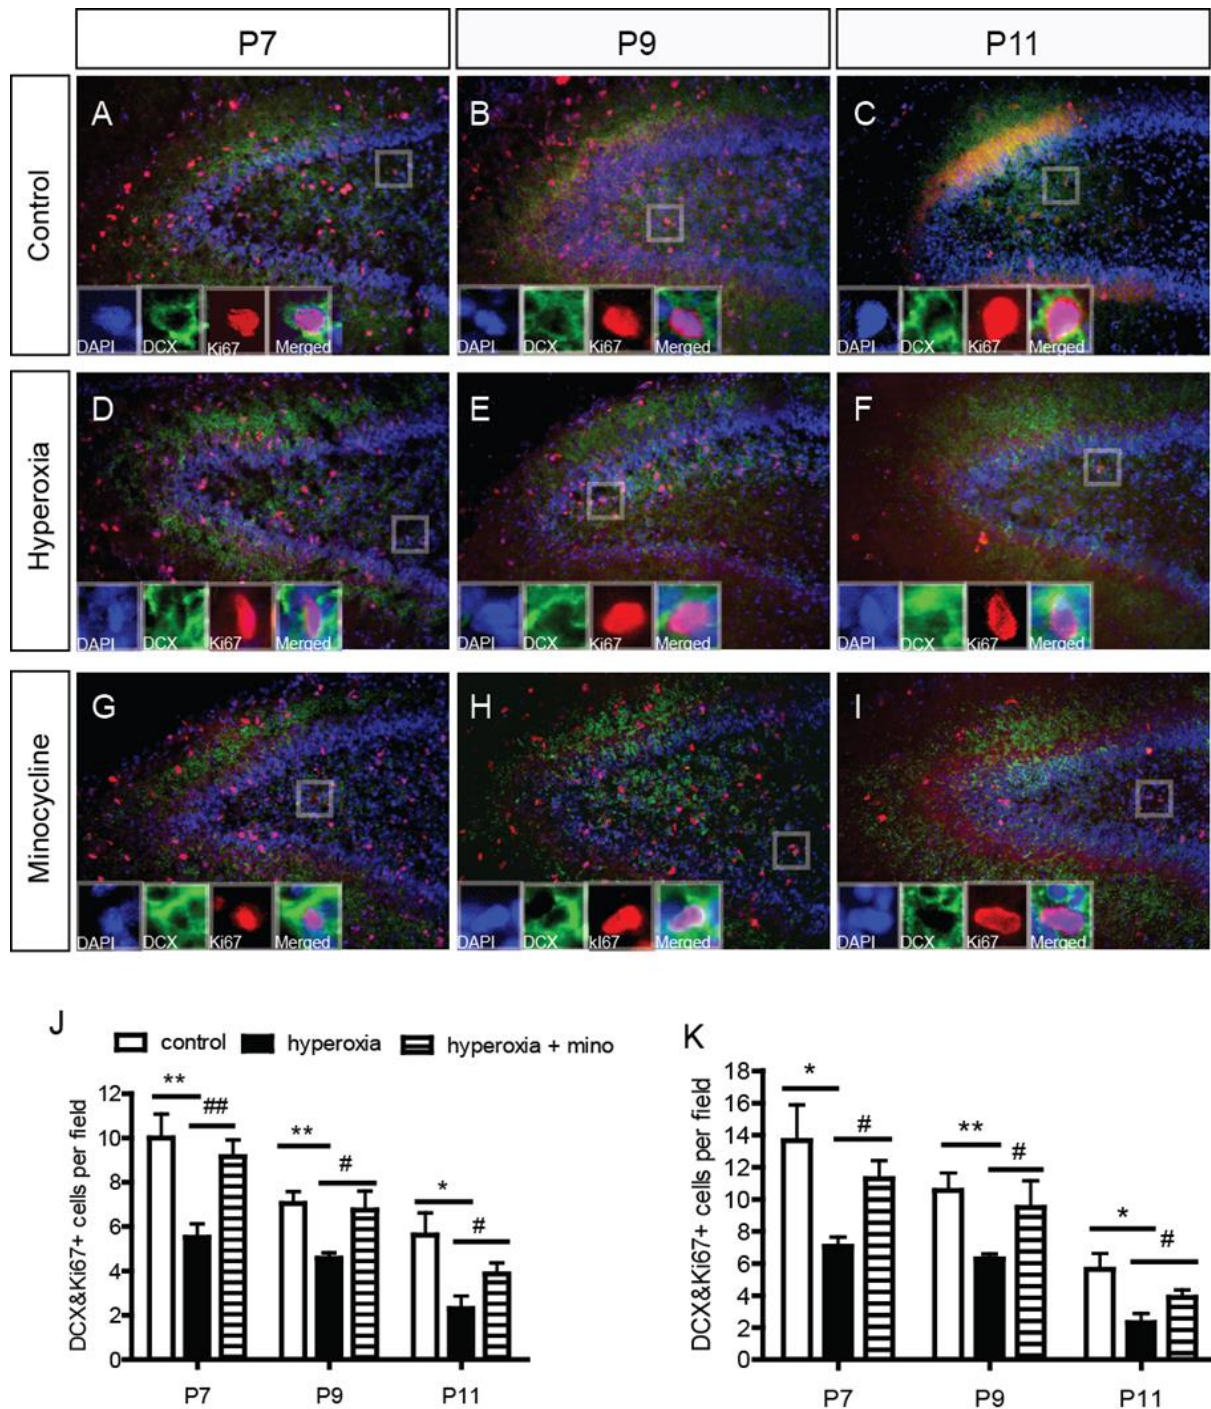 P7 P9 P11
Control
A B C
DAPI DCX Ki67 Merged DAPI DCX Ki67 Merged DAPI DCX Ki67 Merged
Hyperoxia
D E F
DAPI DCX Ki67 Merged DAPI DCX Ki67 Merged DAPI DCX Ki67 Merged
Minocycline
G H I
DAPI DCX Ki67 Merged DAPI DCX kI67 Merged DAPI DCX Ki67 Merged
J
control hyperoxia hyperoxia + mino
DCX&Ki67+ cells per field
12
10
8
6
4
2
0
** ##
** #
* #
P7 P9 P11
K
DCX&Ki67+ cells per field
18
16
14
12
10
8
6
4
2
0
* #
** #
* #
P7 P9 P11